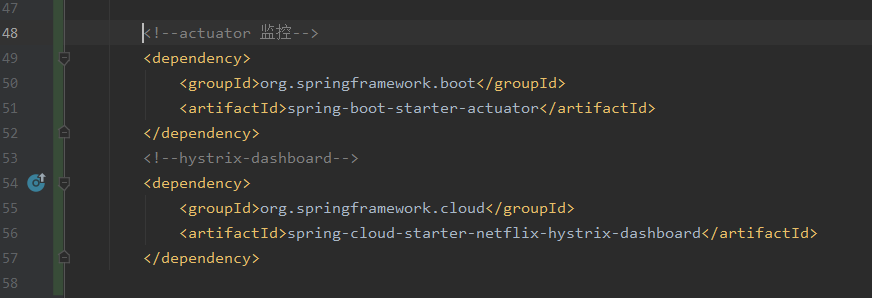 47
48 <!--actuator 监控-->
49 <dependency>
50 <groupId>org.springframework.boot</groupId>
51 <artifactId>spring-boot-starter-actuator</artifactId>
52 </dependency>
53 <!--hystrix-dashboard-->
54 <dependency>
55 <groupId>org.springframework.cloud</groupId>
56 <artifactId>spring-cloud-starter-netflix-hystrix-dashboard</artifactId>
57 </dependency>
58